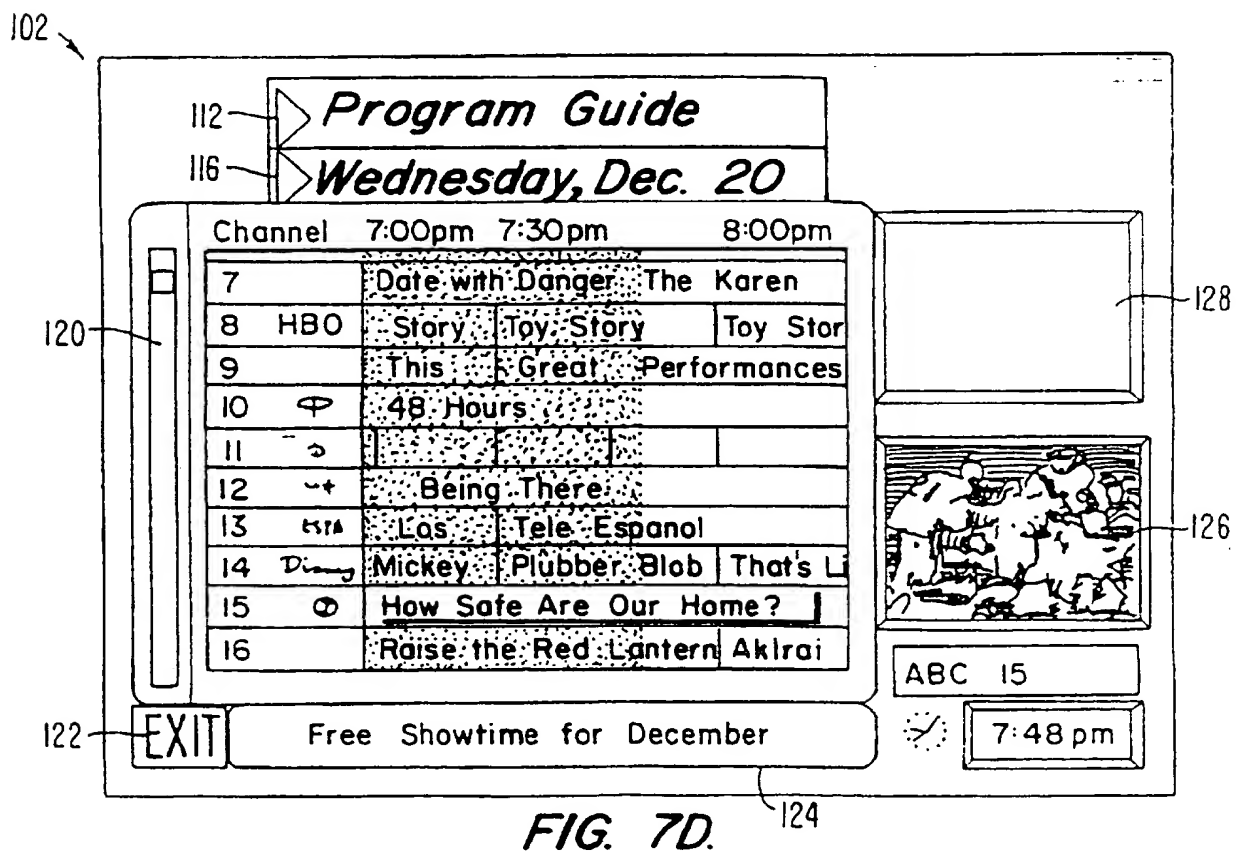 102
112
Program Guide
116
Wednesday, Dec. 20
Channel 7:00pm 7:30pm 8:00pm
7 Date with Danger The Karen
8 HBO Story Toy Story Toy Stor
128
120
9 This Great Performances
10 48 Hours
11
12 Being There
13 Los Tele Espanol
126
14 Disney Mickey Plubber Blob That's Li
15 How Safe Are Our Home?
16 Raise the Red Lantern Aklrai
ABC 15
122
EXIT
Free Showtime for December
7:48 pm
124
FIG. 7D.